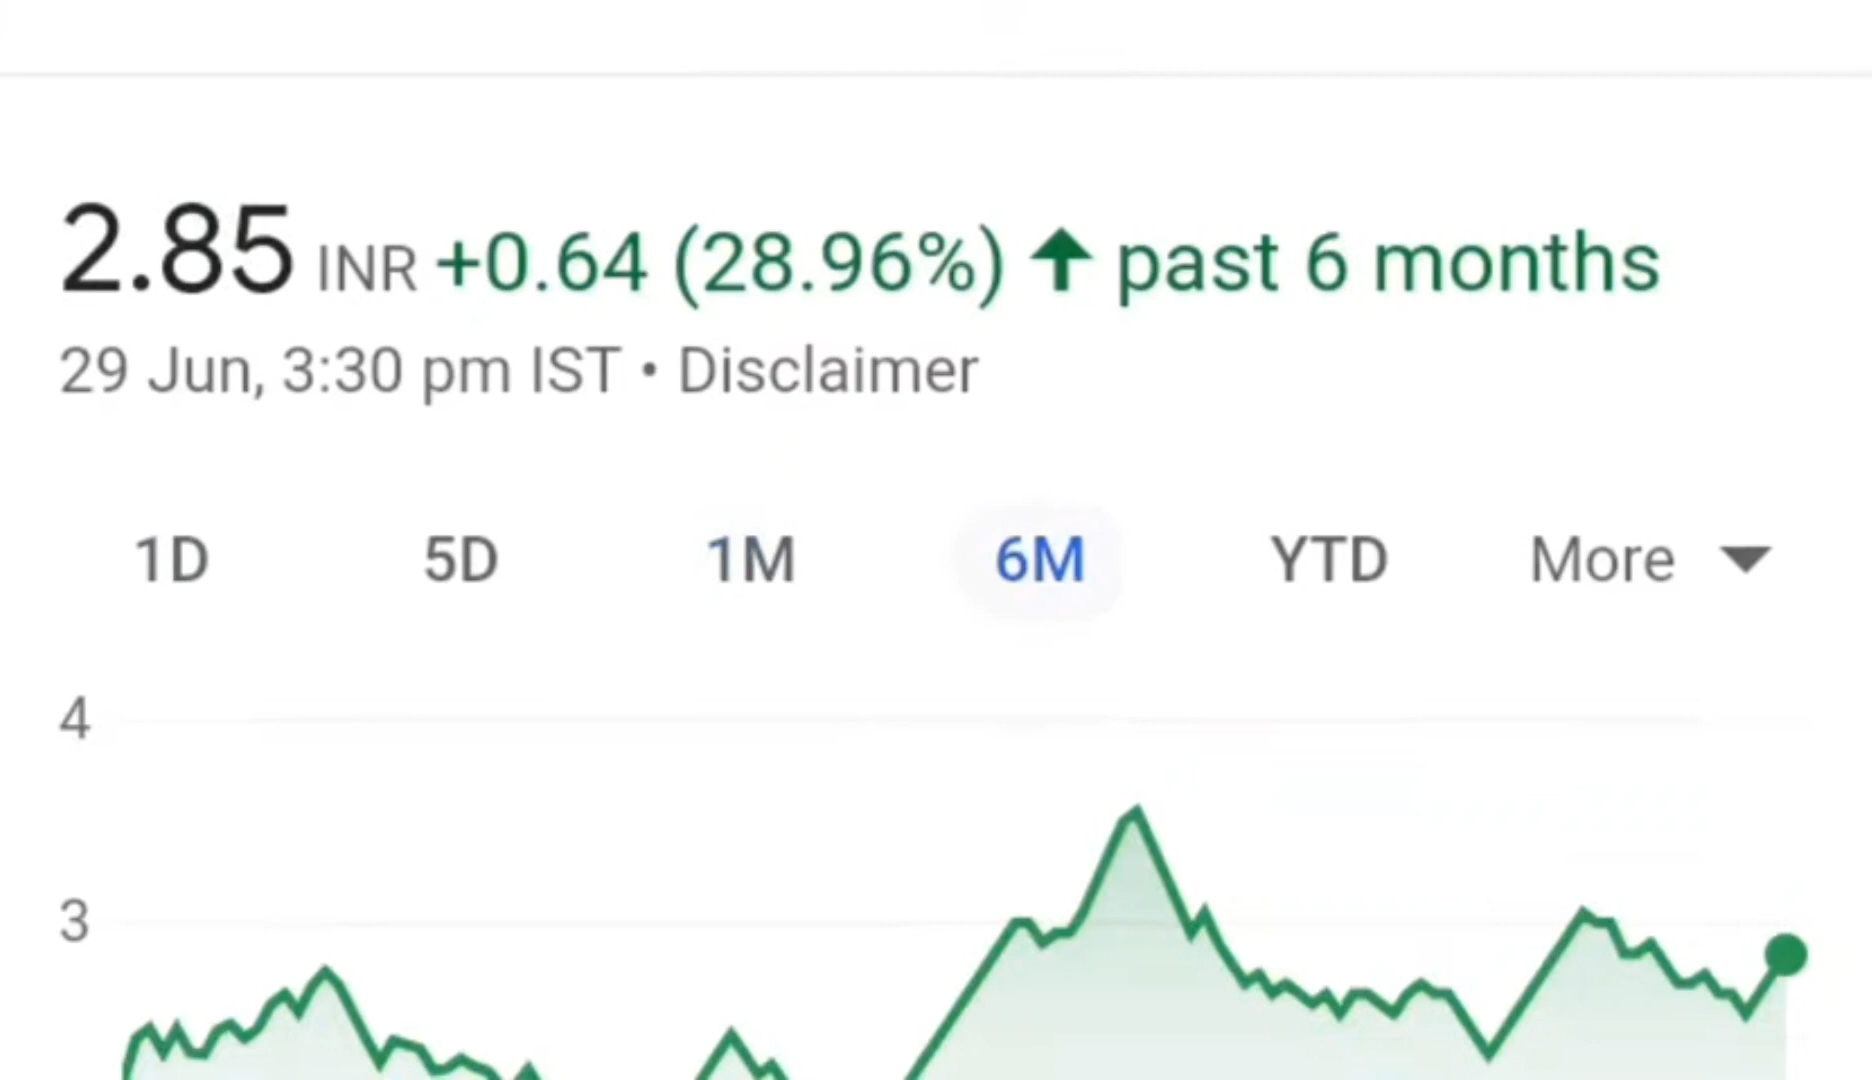 2.85 INR +0.64 (28.96%) ↑ past 6 months
29 Jun, 3:30 pm IST • Disclaimer
1D 5D 1M 6M YTD More
4
3